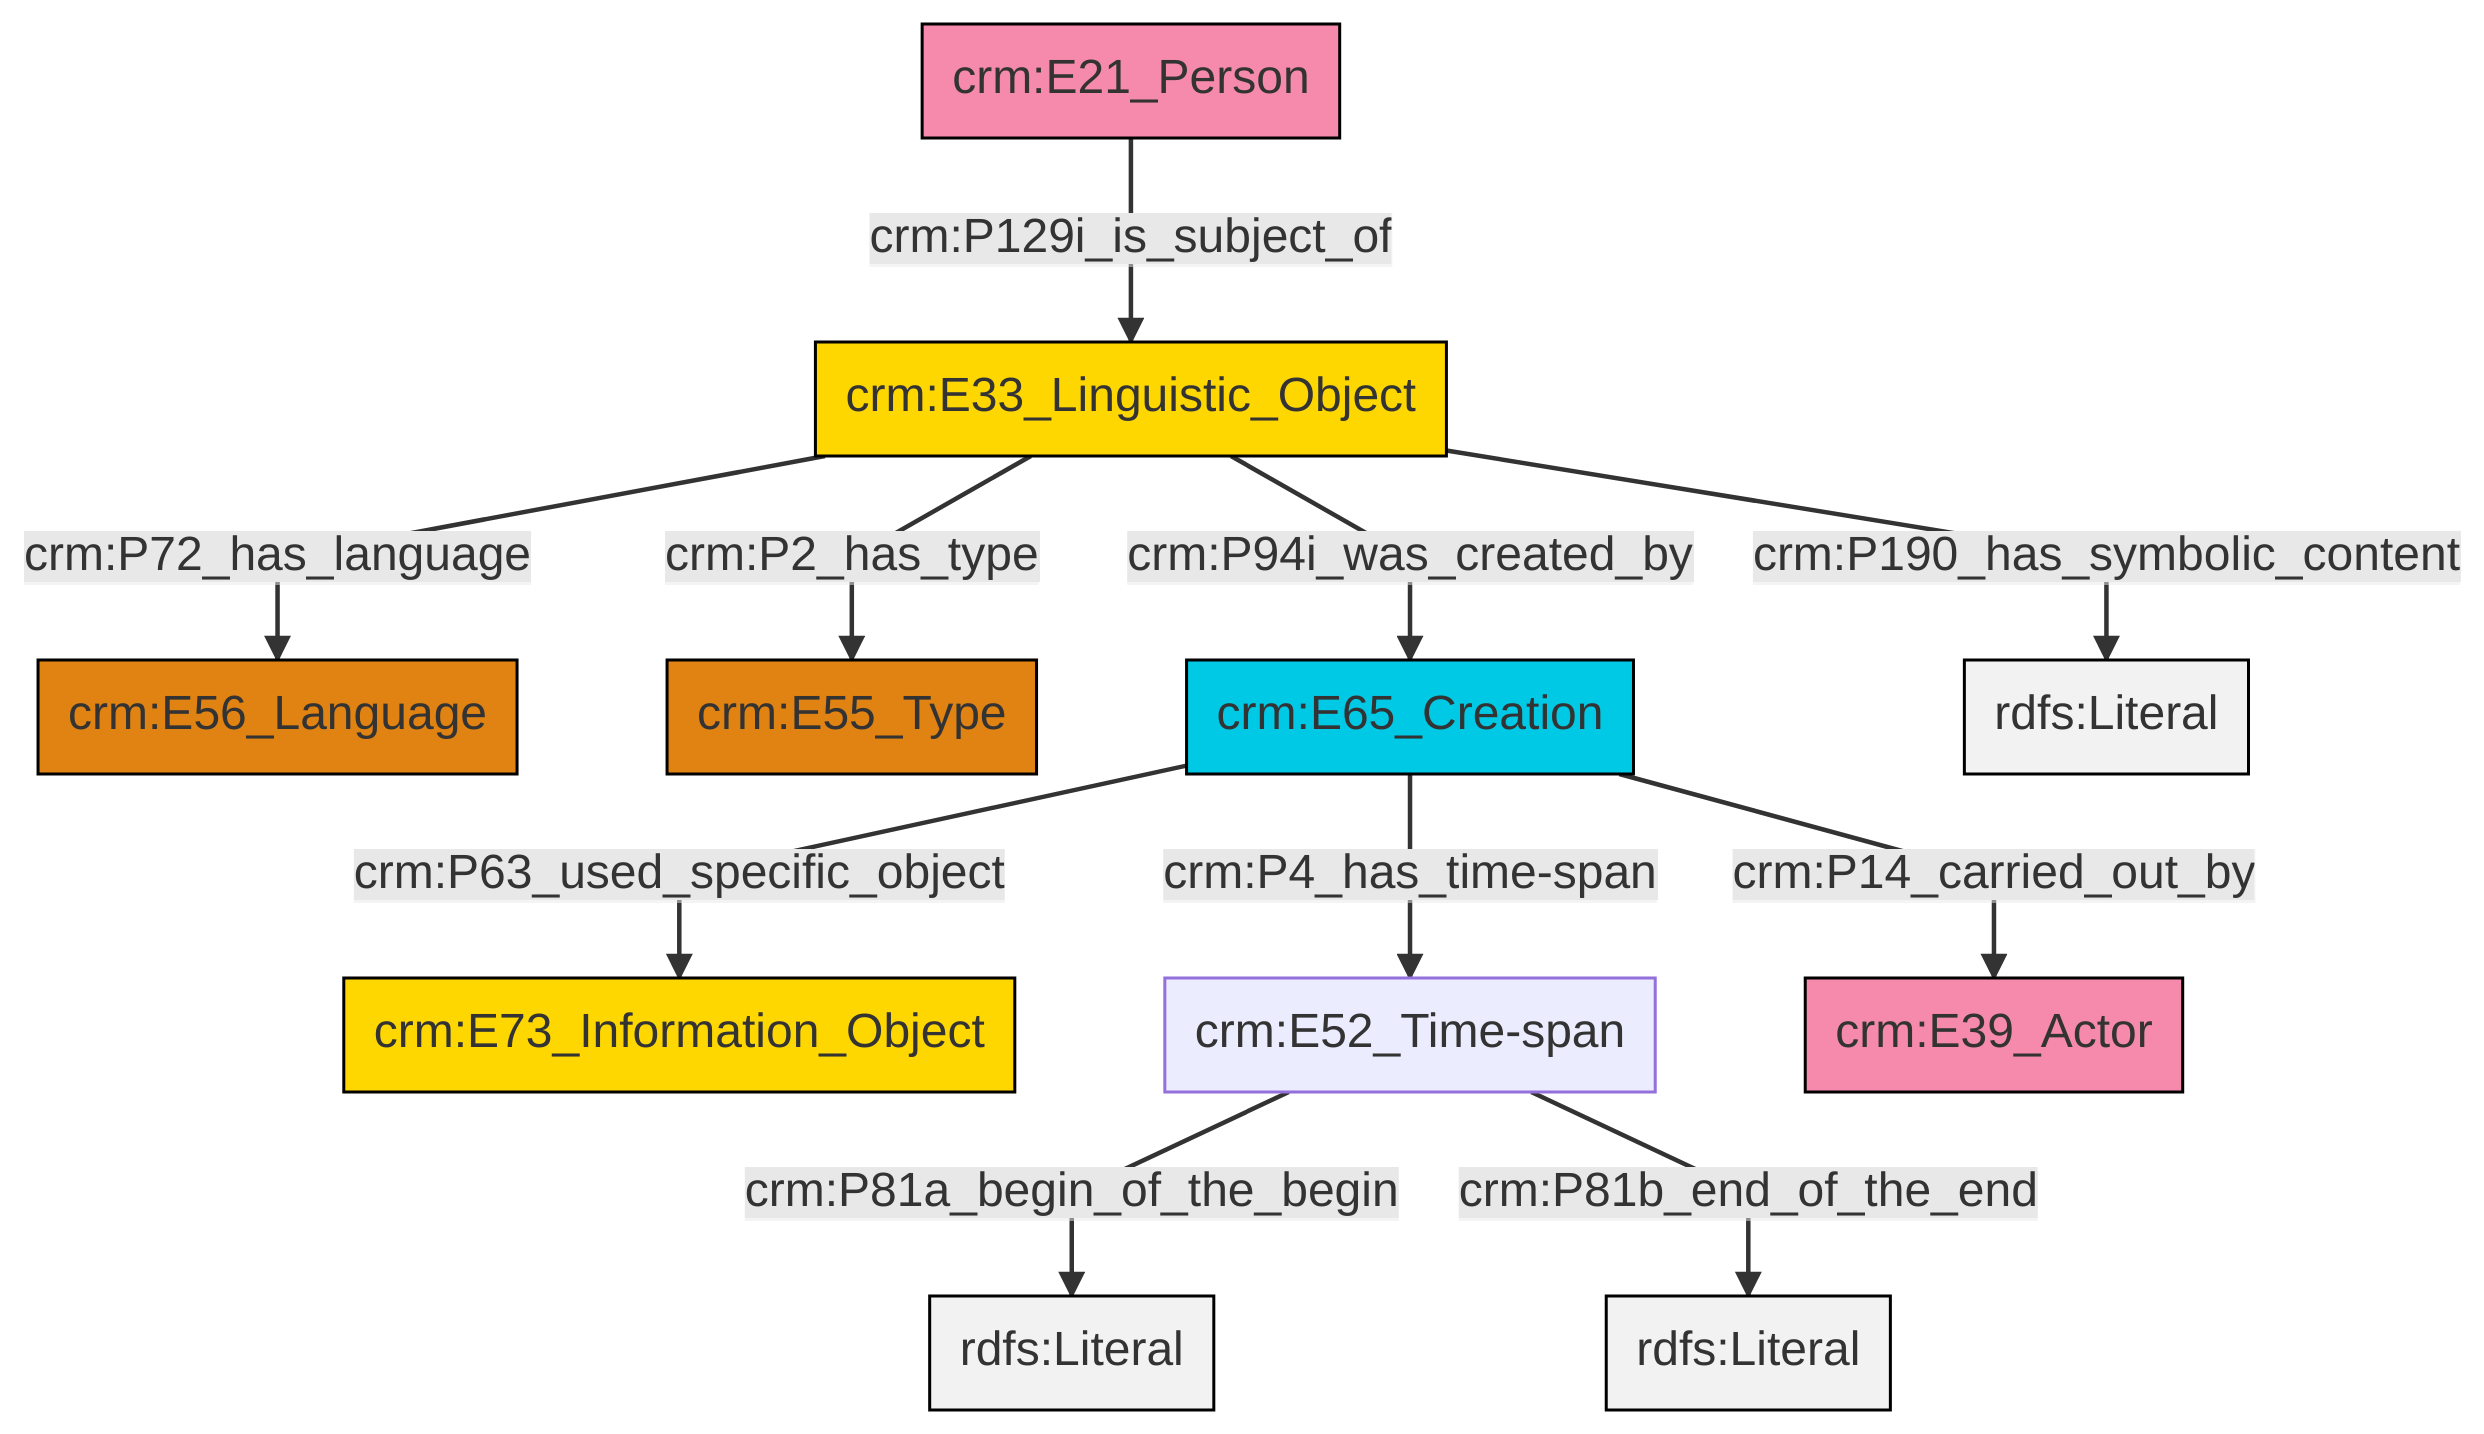 crm:E21_Person
crm:P129i_is_subject_of
crm:E33_Linguistic_Object
crm:P72_has_language
crm:P2_has_type
crm:P94i_was_created_by
crm:P190_has_symbolic_content
crm:E56_Language
crm:E55_Type
crm:E65_Creation
rdfs:Literal
crm:P63_used_specific_object
crm:P4_has_time-span
crm:P14_carried_out_by
crm:E73_Information_Object
crm:E52_Time-span
crm:E39_Actor
crm:P81a_begin_of_the_begin
crm:P81b_end_of_the_end
rdfs:Literal
rdfs:Literal